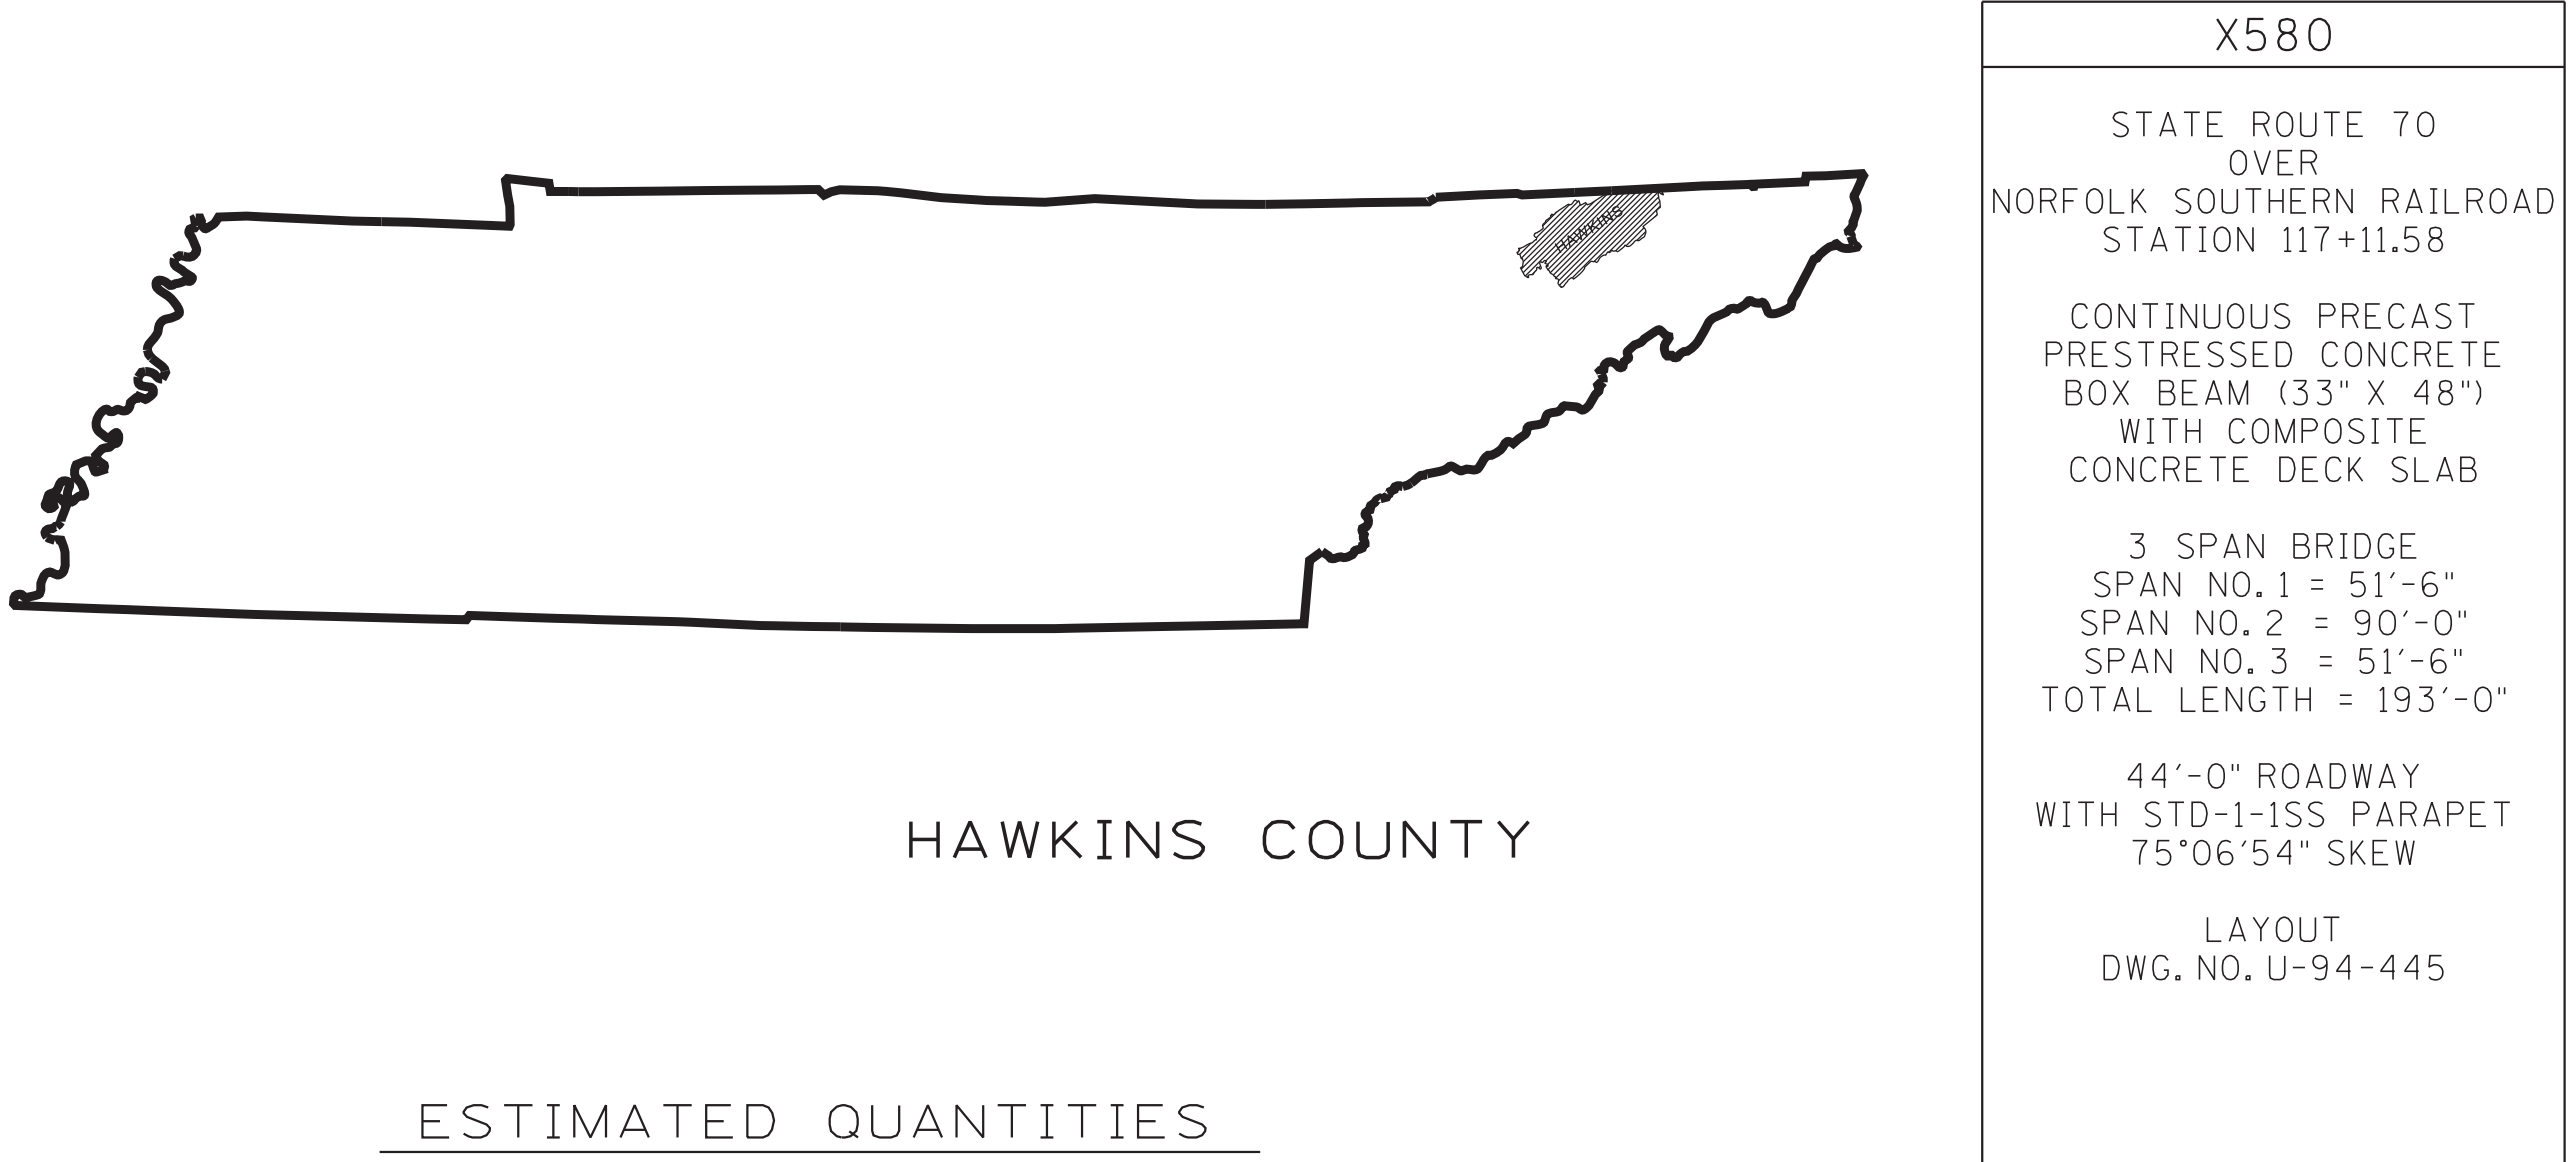 X580
STATE ROUTE 70
OVER
NORFOLK SOUTHERN RAILROAD
STATION 117+11.58
CONTINUOUS PRECAST
PRESTRESSED CONCRETE
BOX BEAM (33" X 48")
WITH COMPOSITE
CONCRETE DECK SLAB
3 SPAN BRIDGE
SPAN NO. 1 = 51'-6"
SPAN NO. 2 = 90'-0"
SPAN NO. 3 = 51'-6"
TOTAL LENGTH = 193'-0"
44'-0" ROADWAY
WITH STD-1-1SS PARAPET
75°06'54" SKEW
LAYOUT
DWG. NO. U-94-445
HAWKINS
HAWKINS COUNTY
ESTIMATED QUANTITIES